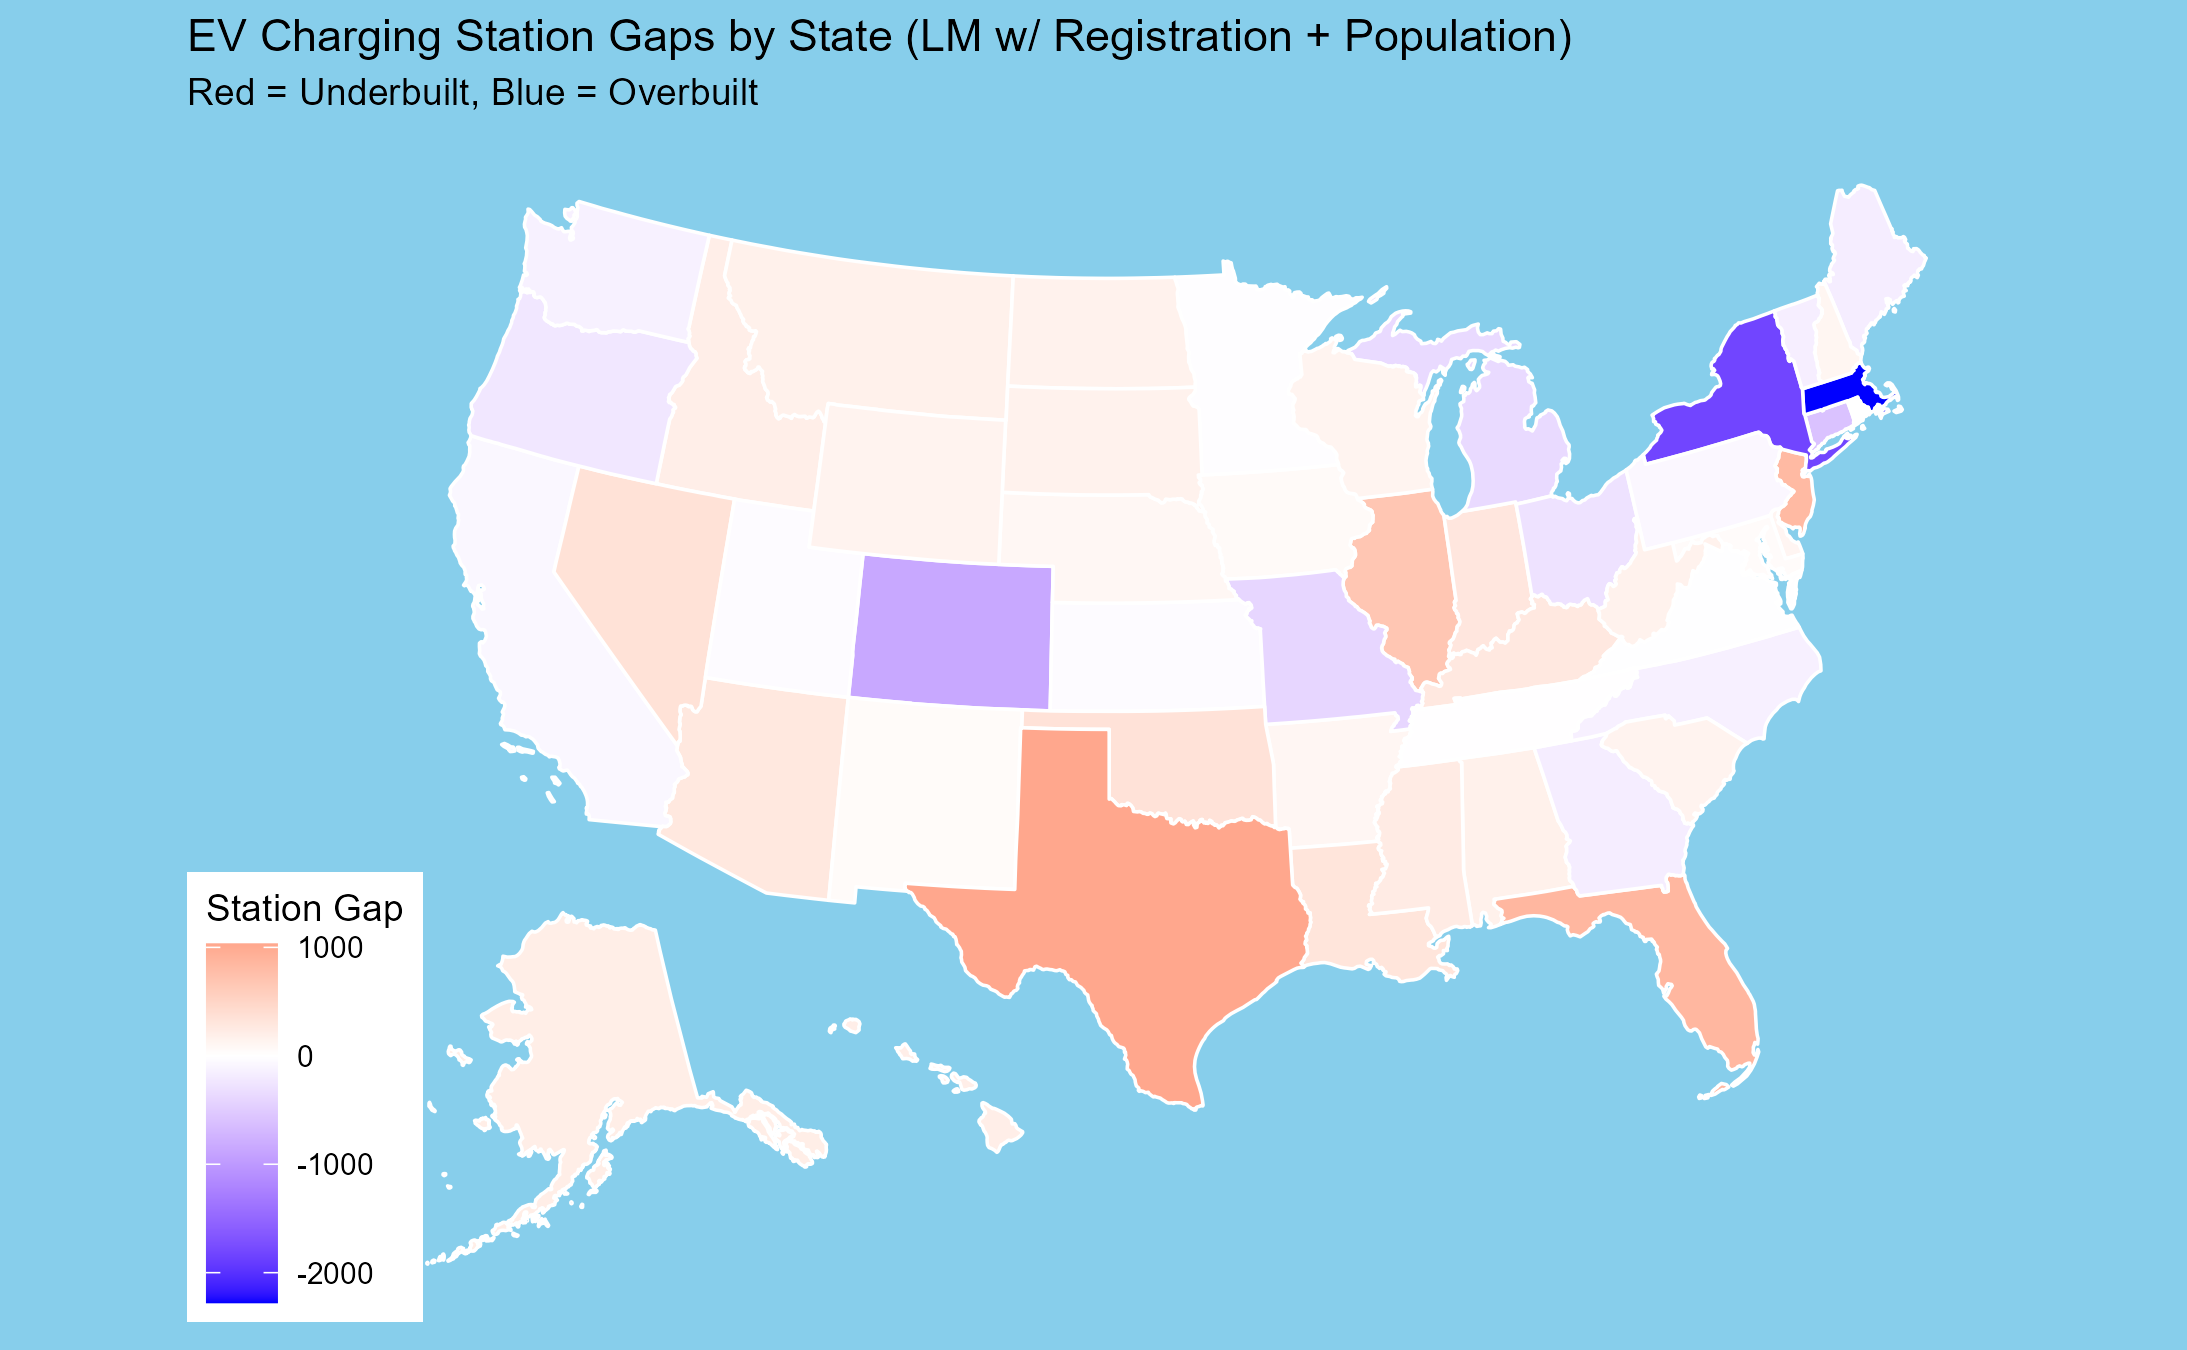 EV Charging Station Gaps by State (LM w/ Registration + Population)
Red = Underbuilt, Blue = Overbuilt
Station Gap
1000
0
-1000
-2000